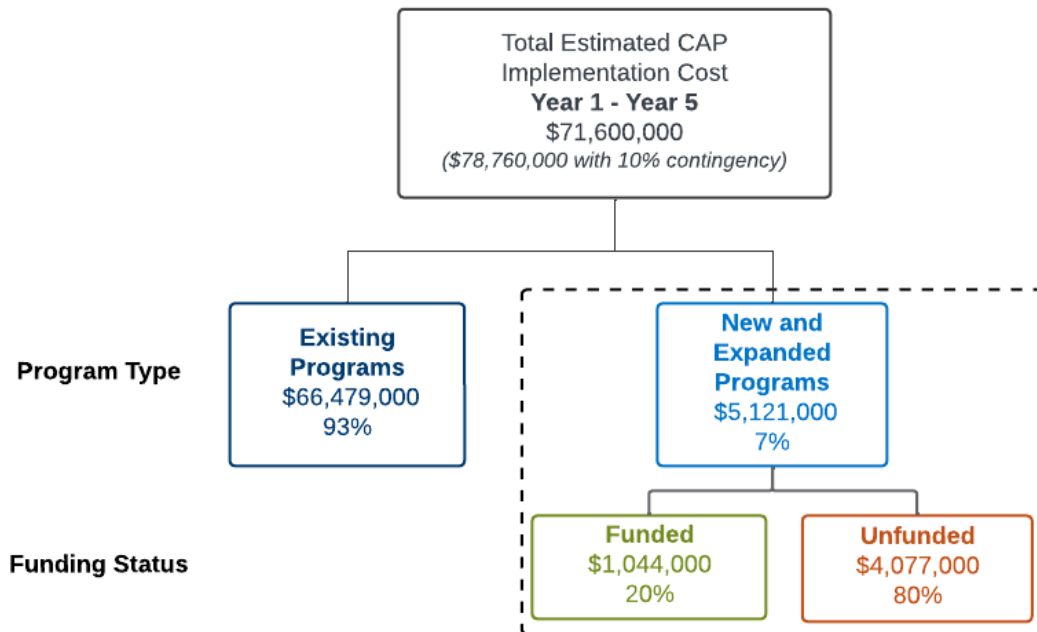 Total Estimated CAP
Implementation Cost
Year 1 - Year 5
$71,600,000
($78,760,000 with 10% contingency)
Program Type
Existing
Programs
$66,479,000
93%
New and
Expanded
Programs
$5,121,000
7%
Funding Status
Funded
$1,044,000
20%
Unfunded
$4,077,000
80%